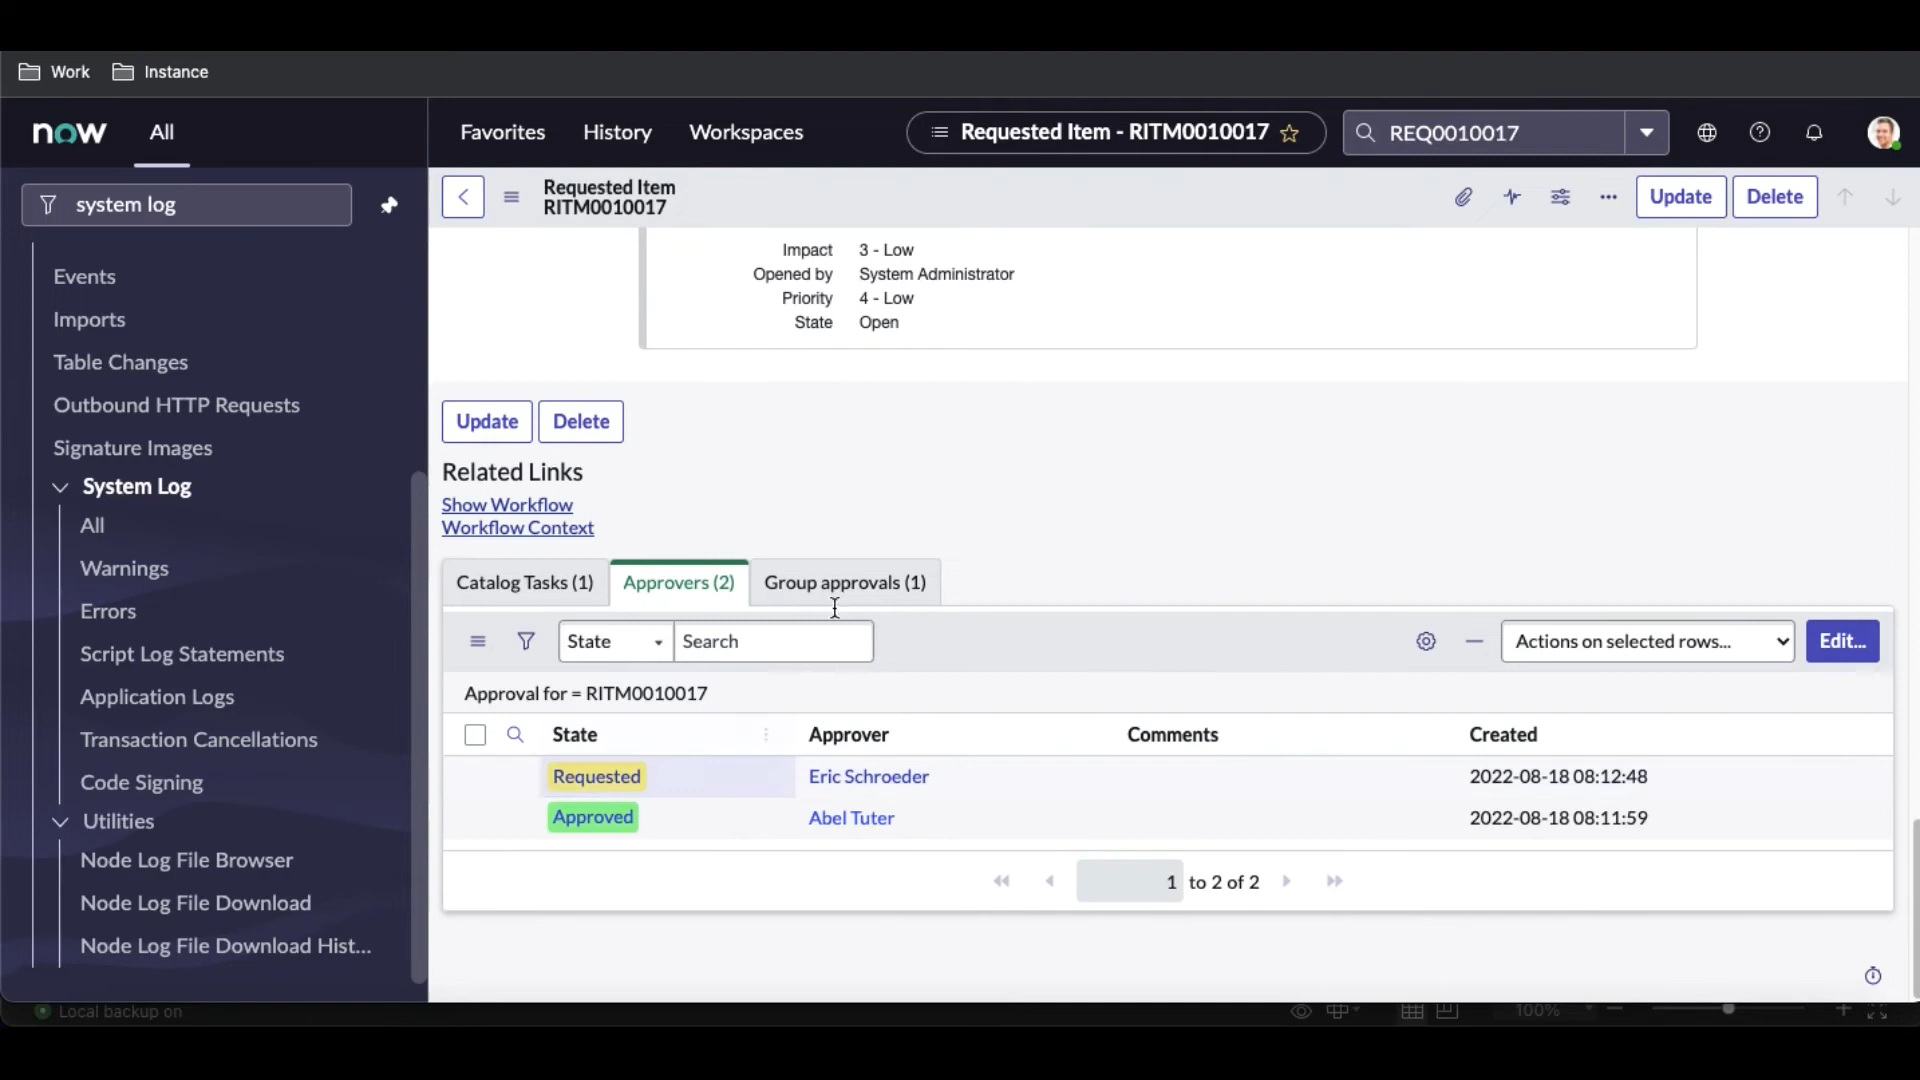 Work Instance
now All Favorites History Workspaces Requested Item - RITM0010017 REQ0010017
system log
Requested Item
RITM0010017
Update Delete
Events
Imports
Table Changes
Outbound HTTP Requests
Signature Images
System Log
All
Warnings
Errors
Script Log Statements
Application Logs
Transaction Cancellations
Code Signing
Utilities
Node Log File Browser
Node Log File Download
Node Log File Download Hist...
Impact 3 - Low
Opened by System Administrator
Priority 4 - Low
State Open
Update Delete
Related Links
Show Workflow
Workflow Context
Catalog Tasks (1) Approvers (2) Group approvals (1)
State Search Actions on selected rows... Edit...
Approval for = RITM0010017
State Approver Comments Created
Requested Eric Schroeder 2022-08-18 08:12:48
Approved Abel Tuter 2022-08-18 08:11:59
1 to 2 of 2
Local backup on 100%